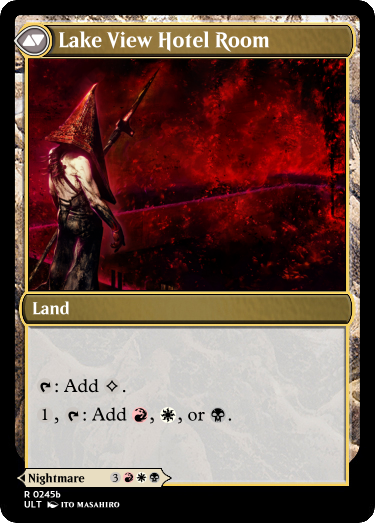 Lake View Hotel Room
Land
: Add .
1 , : Add , , or .
Nightmare 3
R 0245b
ULT ITO MASAHIRO